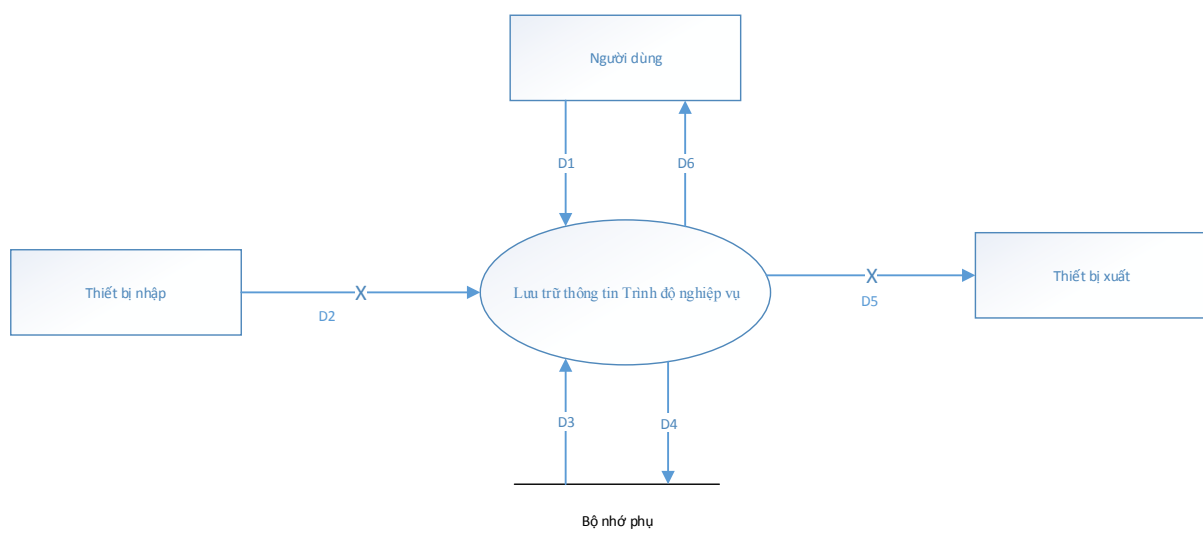 Người dùng
D1
D6
Thiết bị nhập
X
D2
Lưu trữ thông tin Trình độ nghiệp vụ
X
D5
Thiết bị xuất
D3
D4
Bộ nhớ phụ